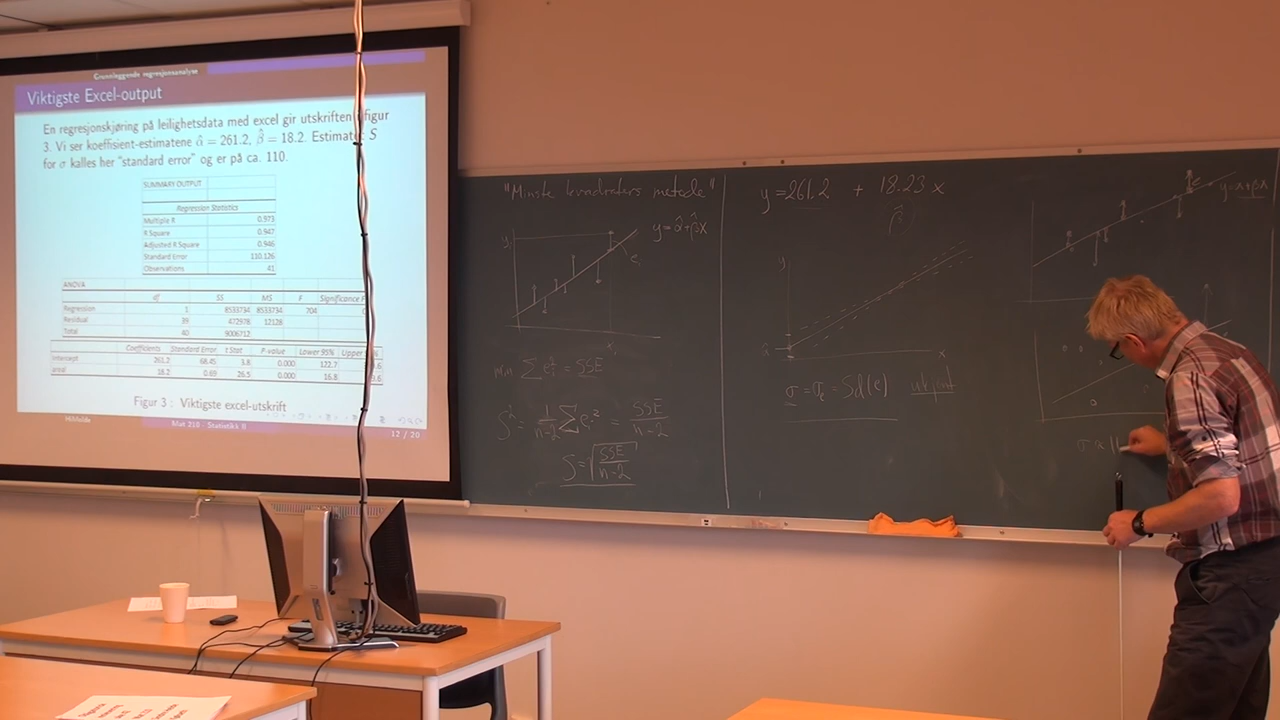 Grunnleggende regresjonsanalyse
Viktigste Excel-output
En regresjonskjøring på leilighetsdata med excel gir utskriften figur
3. Vi ser koeffisient-estimatene α̂ = 261.2, β̂ = 18.2. Estimatet S
for σ kalles her "standard error" og er på ca. 110.
SUMMARY OUTPUT
Regression Statistics
Multiple R 0.973
R Square 0.947
Adjusted R Square 0.946
Standard Error 110.126
Observations 41
ANOVA
df SS MS F Significance F
Regression 1 8533734 8533734 704
Residual 39 472978 12128
Total 40 9006712
Coefficients Standard Error t Stat P-value Lower 95% Upper
Intercept 261.2 68.45 3.8 0.000 122.7
areal 18.2 0.69 26.5 0.000 16.8
Figur 3 : Viktigste excel-utskrift
Mat 210 Statistikk II
12 / 20
"Minste kvadraters metode"
y
y = α̂+β̂x
e
x
min Σ e² = SSE
S² = 1/n-2 Σ e² = SSE/n-2
S = √SSE/n-2
y = 261.2 + 18.23 x
β̂
y
x
σ = σe = Sd(e) ukjent
e
y = α+βx
σ ≈ 11